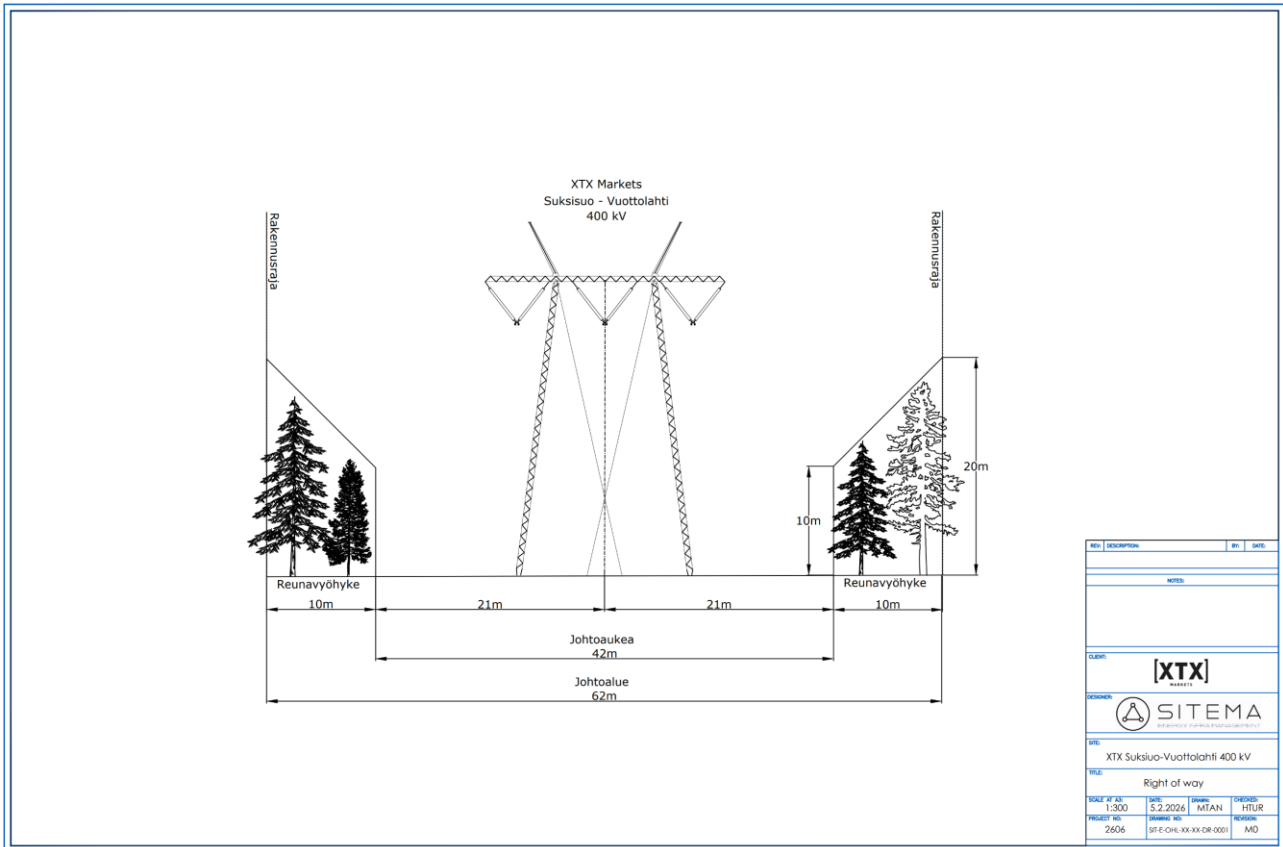 XTX Markets
Suksisuo - Vuottolahti
400 kV
Rakennusraja
Rakennusraja
20m
10m
Reunavyöhyke
Reunavyöhyke
10m
21m
21m
10m
Johtoaukea
42m
Johtoalue
62m
REV: DESCRIPTION: BY: DATE:
NOTES:
CLIENT:
[XTX]
MARKETS
DESIGNER:
SITEMA
ENERGY INFRA MANAGEMENT
SITE:
XTX Suksiuo-Vuottolahti 400 kV
TITLE:
Right of way
SCALE AT A3: DATE: DRAWN: CHECKED:
1:300 5.2.2026 MTAN HTUR
PROJECT NO: DRAWING NO: REVISION:
2606 SIT-E-OHL-XX-XX-DR-0001 M0